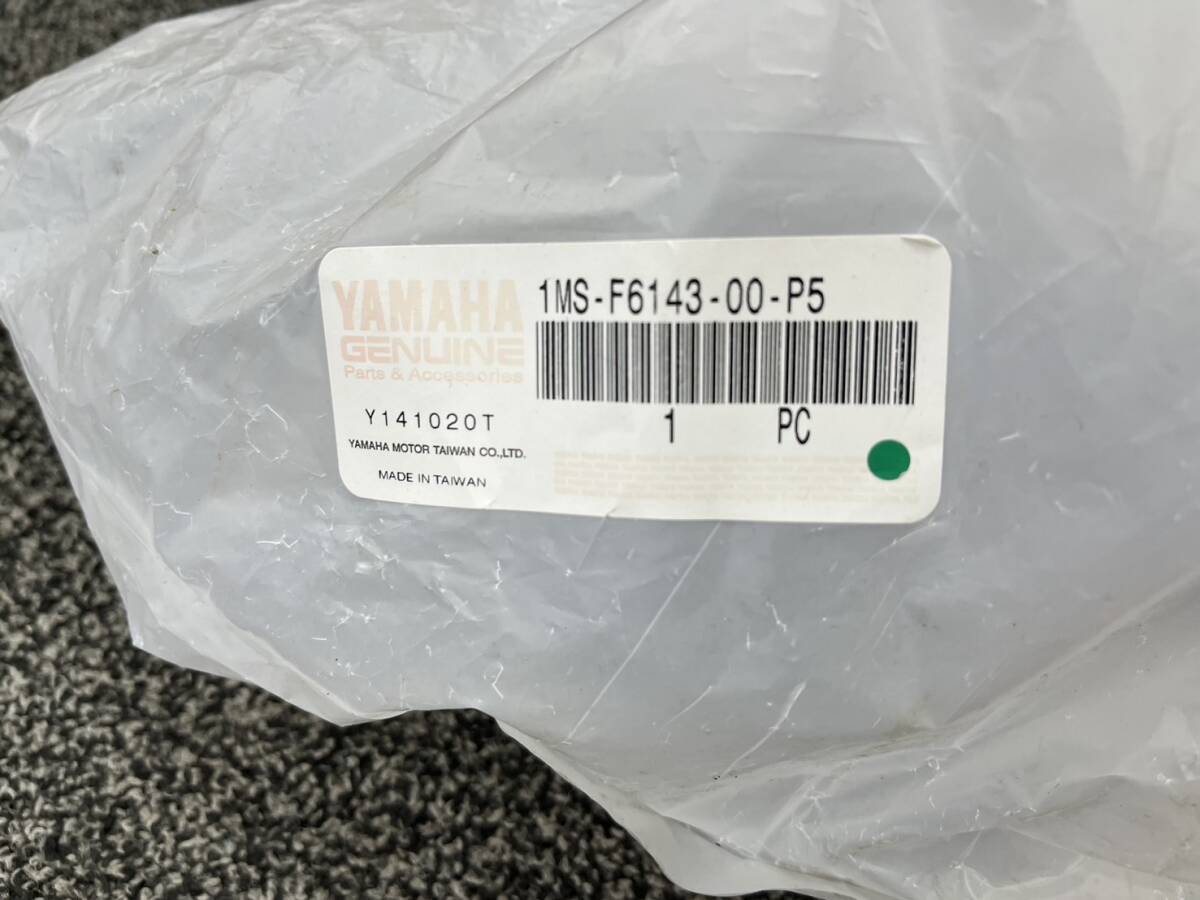 YAMAHA
GENUINE
Parts & Accessories
Y141020T
YAMAHA MOTOR TAIWAN CO.,LTD.
MADE IN TAIWAN
1MS-F6143-00-P5
1 PC